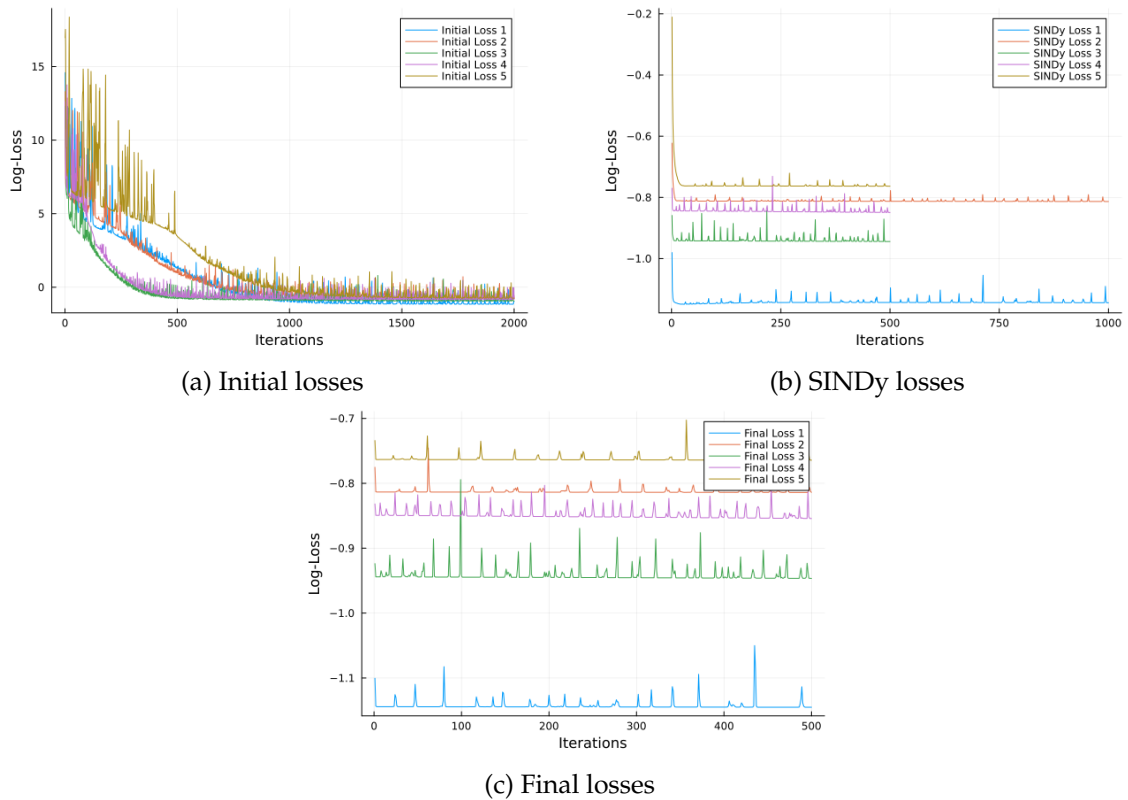 Log-Loss
15
10
5
0
0
500
1000
1500
2000
Iterations
Initial Loss 1
Initial Loss 2
Initial Loss 3
Initial Loss 4
Initial Loss 5
(a) Initial losses
Log-Loss
−0.2
−0.4
−0.6
−0.8
−1.0
0
250
500
750
1000
Iterations
SINDy Loss 1
SINDy Loss 2
SINDy Loss 3
SINDy Loss 4
SINDy Loss 5
(b) SINDy losses
Log-Loss
−0.7
−0.8
−0.9
−1.0
−1.1
0
100
200
300
400
500
Iterations
Final Loss 1
Final Loss 2
Final Loss 3
Final Loss 4
Final Loss 5
(c) Final losses